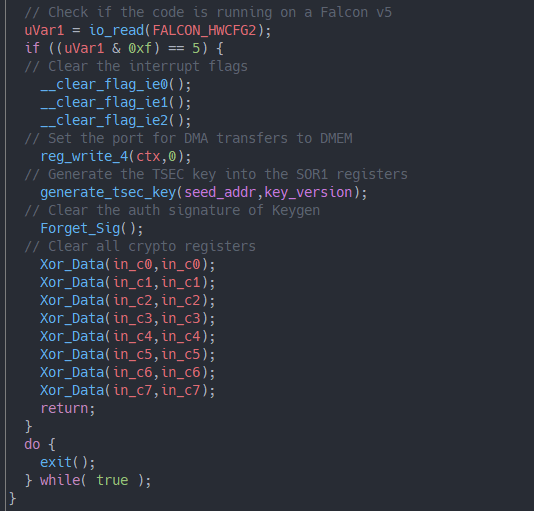 // Check if the code is running on a Falcon v5
uVar1 = io_read(FALCON_HWCFG2);
if ((uVar1 & 0xf) == 5) {
// Clear the interrupt flags
__clear_flag_ie0();
__clear_flag_ie1();
__clear_flag_ie2();
// Set the port for DMA transfers to DMEM
reg_write_4(ctx,0);
// Generate the TSEC key into the SOR1 registers
generate_tsec_key(seed_addr,key_version);
// Clear the auth signature of Keygen
Forget_Sig();
// Clear all crypto registers
Xor_Data(in_c0,in_c0);
Xor_Data(in_c1,in_c1);
Xor_Data(in_c2,in_c2);
Xor_Data(in_c3,in_c3);
Xor_Data(in_c4,in_c4);
Xor_Data(in_c5,in_c5);
Xor_Data(in_c6,in_c6);
Xor_Data(in_c7,in_c7);
return;
}
do {
exit();
} while( true );
}